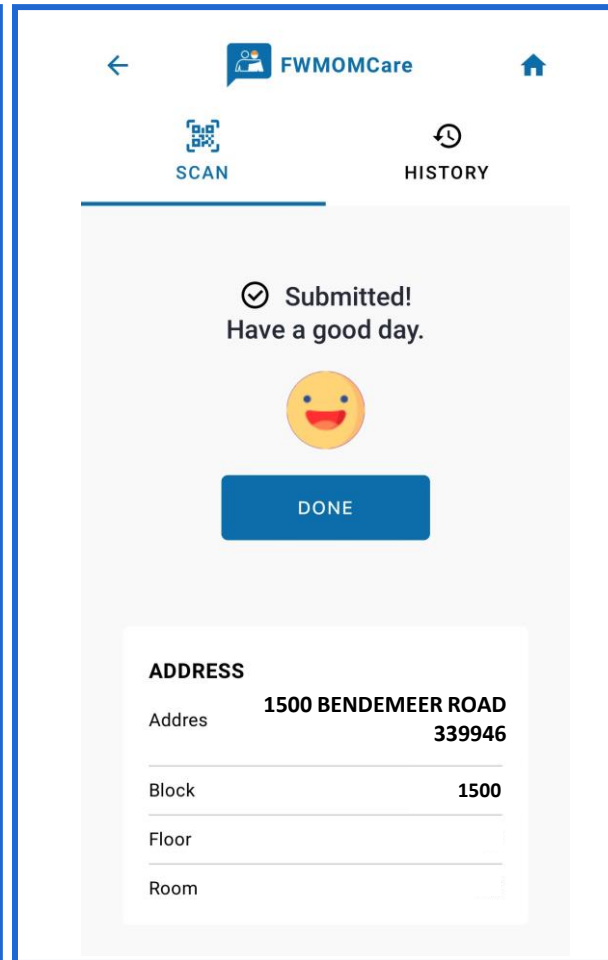 FWMOMCare
SCAN HISTORY
Submitted!
Have a good day.
DONE
ADDRESS
Addres 1500 BENDEMEER ROAD
339946
Block 1500
Floor
Room